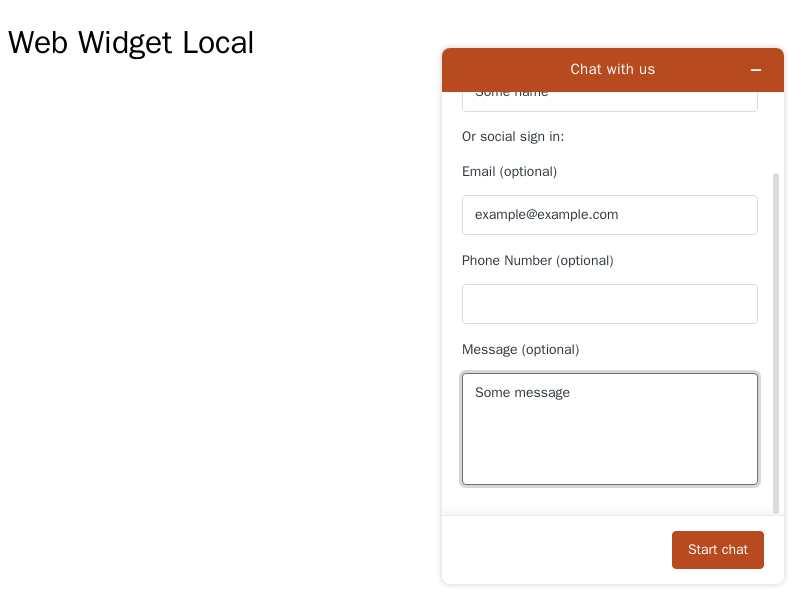 Web Widget Local
Chat with us
Some name
Or social sign in:
Email (optional)
example@example.com
Phone Number (optional)
Message (optional)
Some message
Start chat